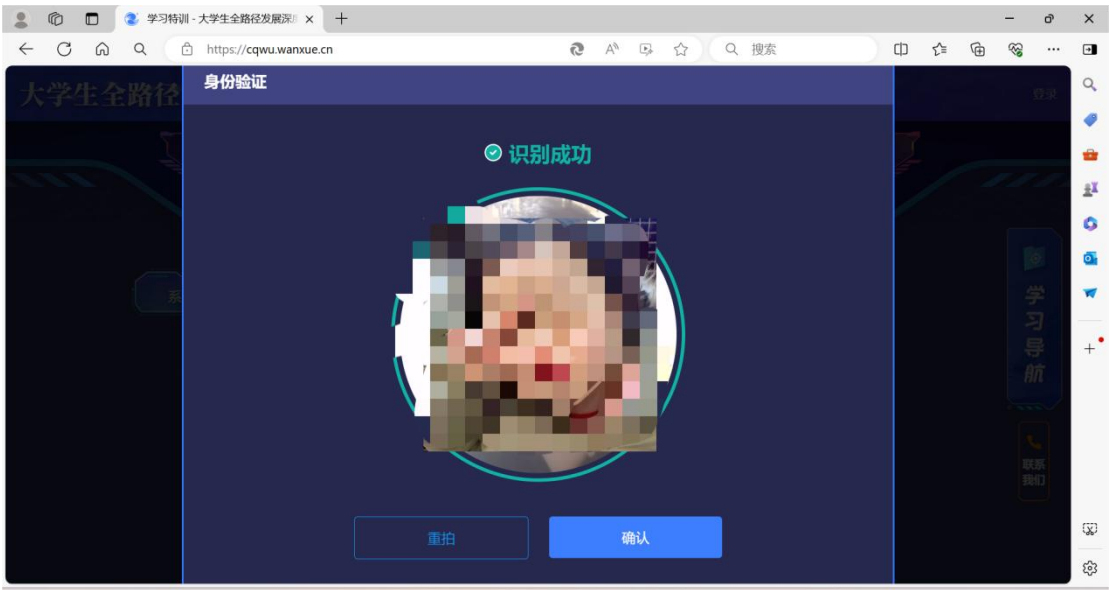 学习特训 - 大学生全路径发展深
https://cqwu.wanxue.cn
搜索
大学生全路径
身份验证
登录
识别成功
系
学习导航
联系
我们
重拍
确认